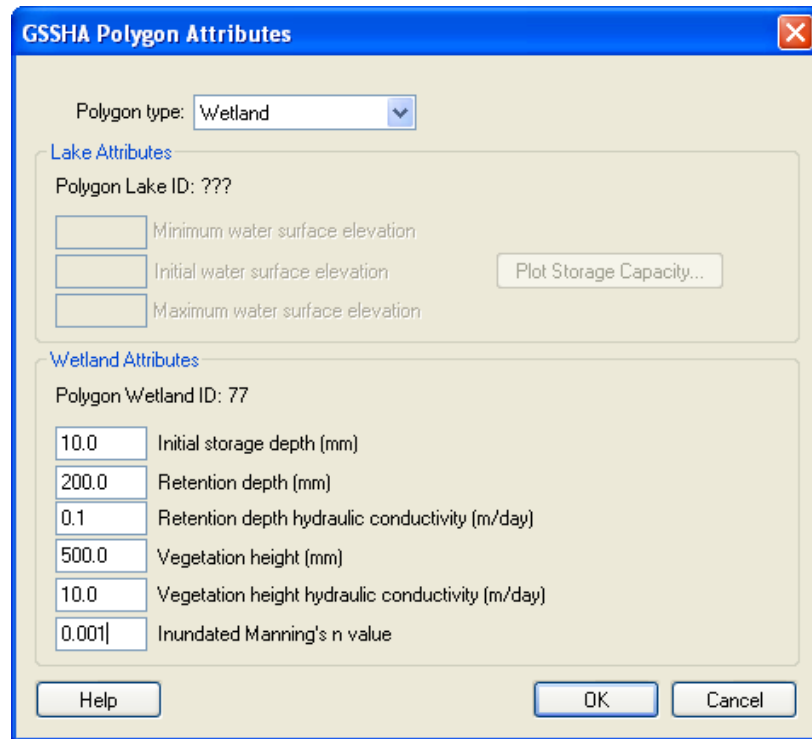 GSSHA Polygon Attributes
Polygon type: Wetland
Lake Attributes
Polygon Lake ID: ???
Minimum water surface elevation
Initial water surface elevation Plot Storage Capacity...
Maximum water surface elevation
Wetland Attributes
Polygon Wetland ID: 77
10.0 Initial storage depth (mm)
200.0 Retention depth (mm)
0.1 Retention depth hydraulic conductivity (m/day)
500.0 Vegetation height (mm)
10.0 Vegetation height hydraulic conductivity (m/day)
0.001 Inundated Manning's n value
Help OK Cancel